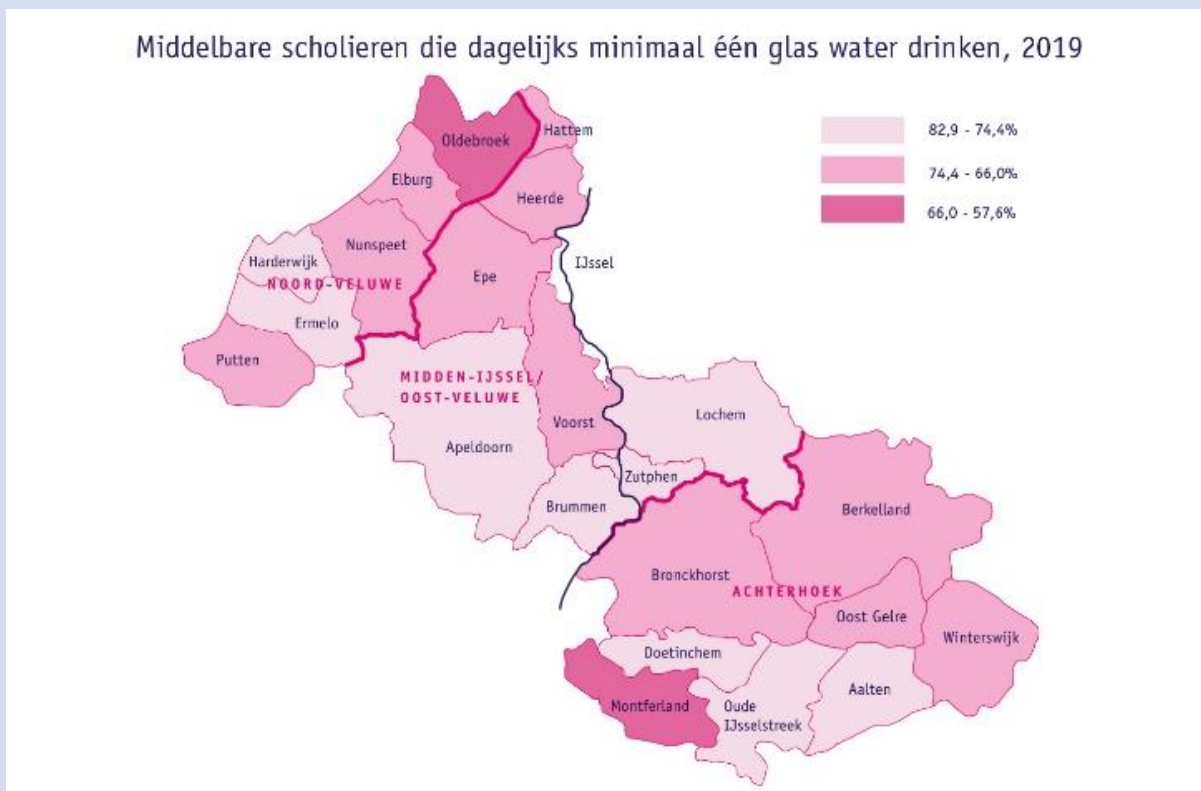 Middelbare scholieren die dagelijks minimaal één glas water drinken, 2019
82,9 - 74,4%
74,4 - 66,0%
66,0 - 57,6%
Oldebroek
Hattem
Elburg
Heerde
Nunspeet
Harderwijk
IJssel
NOORD-VELUWE
Epe
Ermelo
Putten
MIDDEN-IJSSEL/
OOST-VELUWE
Voorst
Lochem
Apeldoorn
Zutphen
Brummen
Berkelland
Bronckhorst
ACHTERHOEK
Oost Gelre
Winterswijk
Doetinchem
Aalten
Montferland
Oude
IJsselstreek